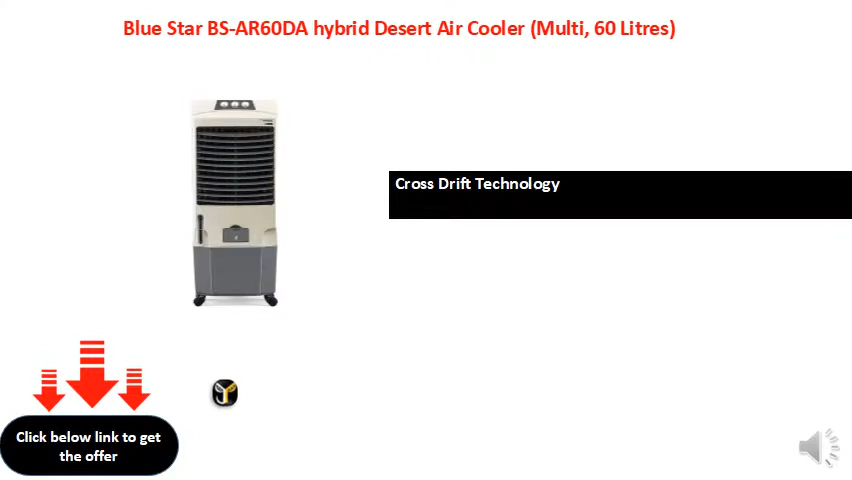 Blue Star BS-AR60DA hybrid Desert Air Cooler (Multi, 60 Litres)
Cross Drift Technology
Click below link to get
the offer